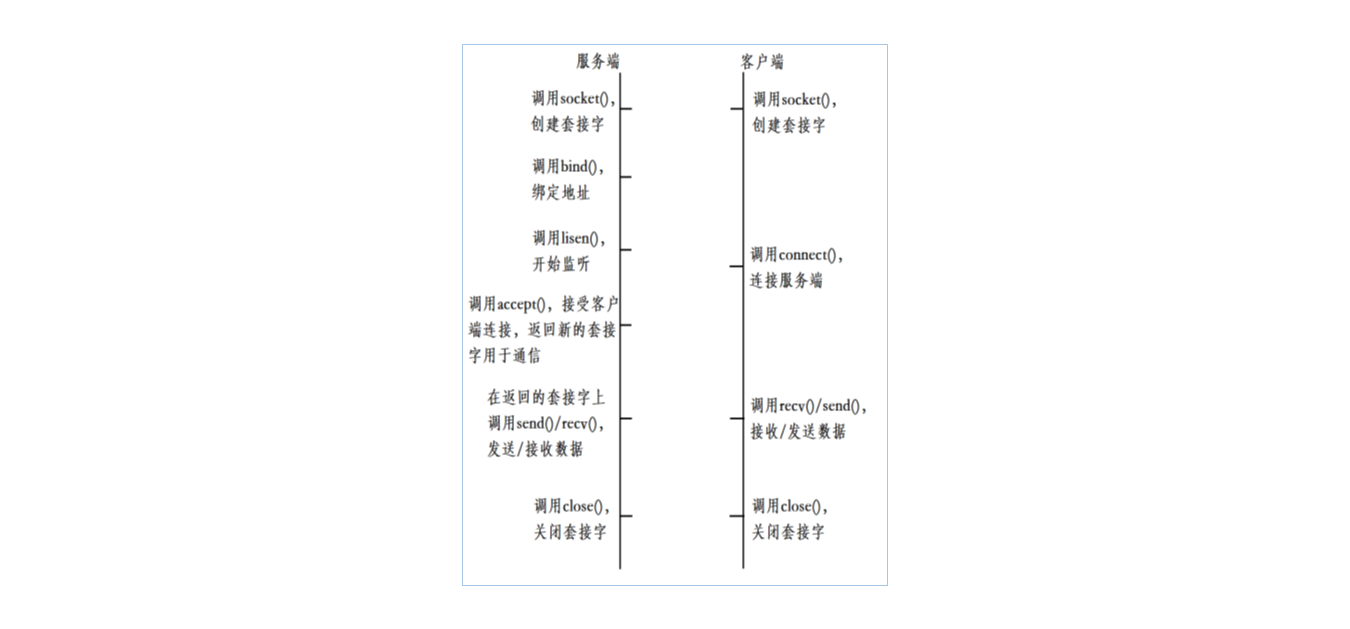 服务端
调用socket(),
创建套接字
调用bind(),
绑定地址
调用lisen(),
开始监听
调用accept(), 接受客户
端连接, 返回新的套接
字用于通信
在返回的套接字上
调用send()/recv(),
发送/接收数据
调用close(),
关闭套接字
客户端
调用socket(),
创建套接字
调用connect(),
连接服务端
调用recv()/send(),
接收/发送数据
调用close(),
关闭套接字